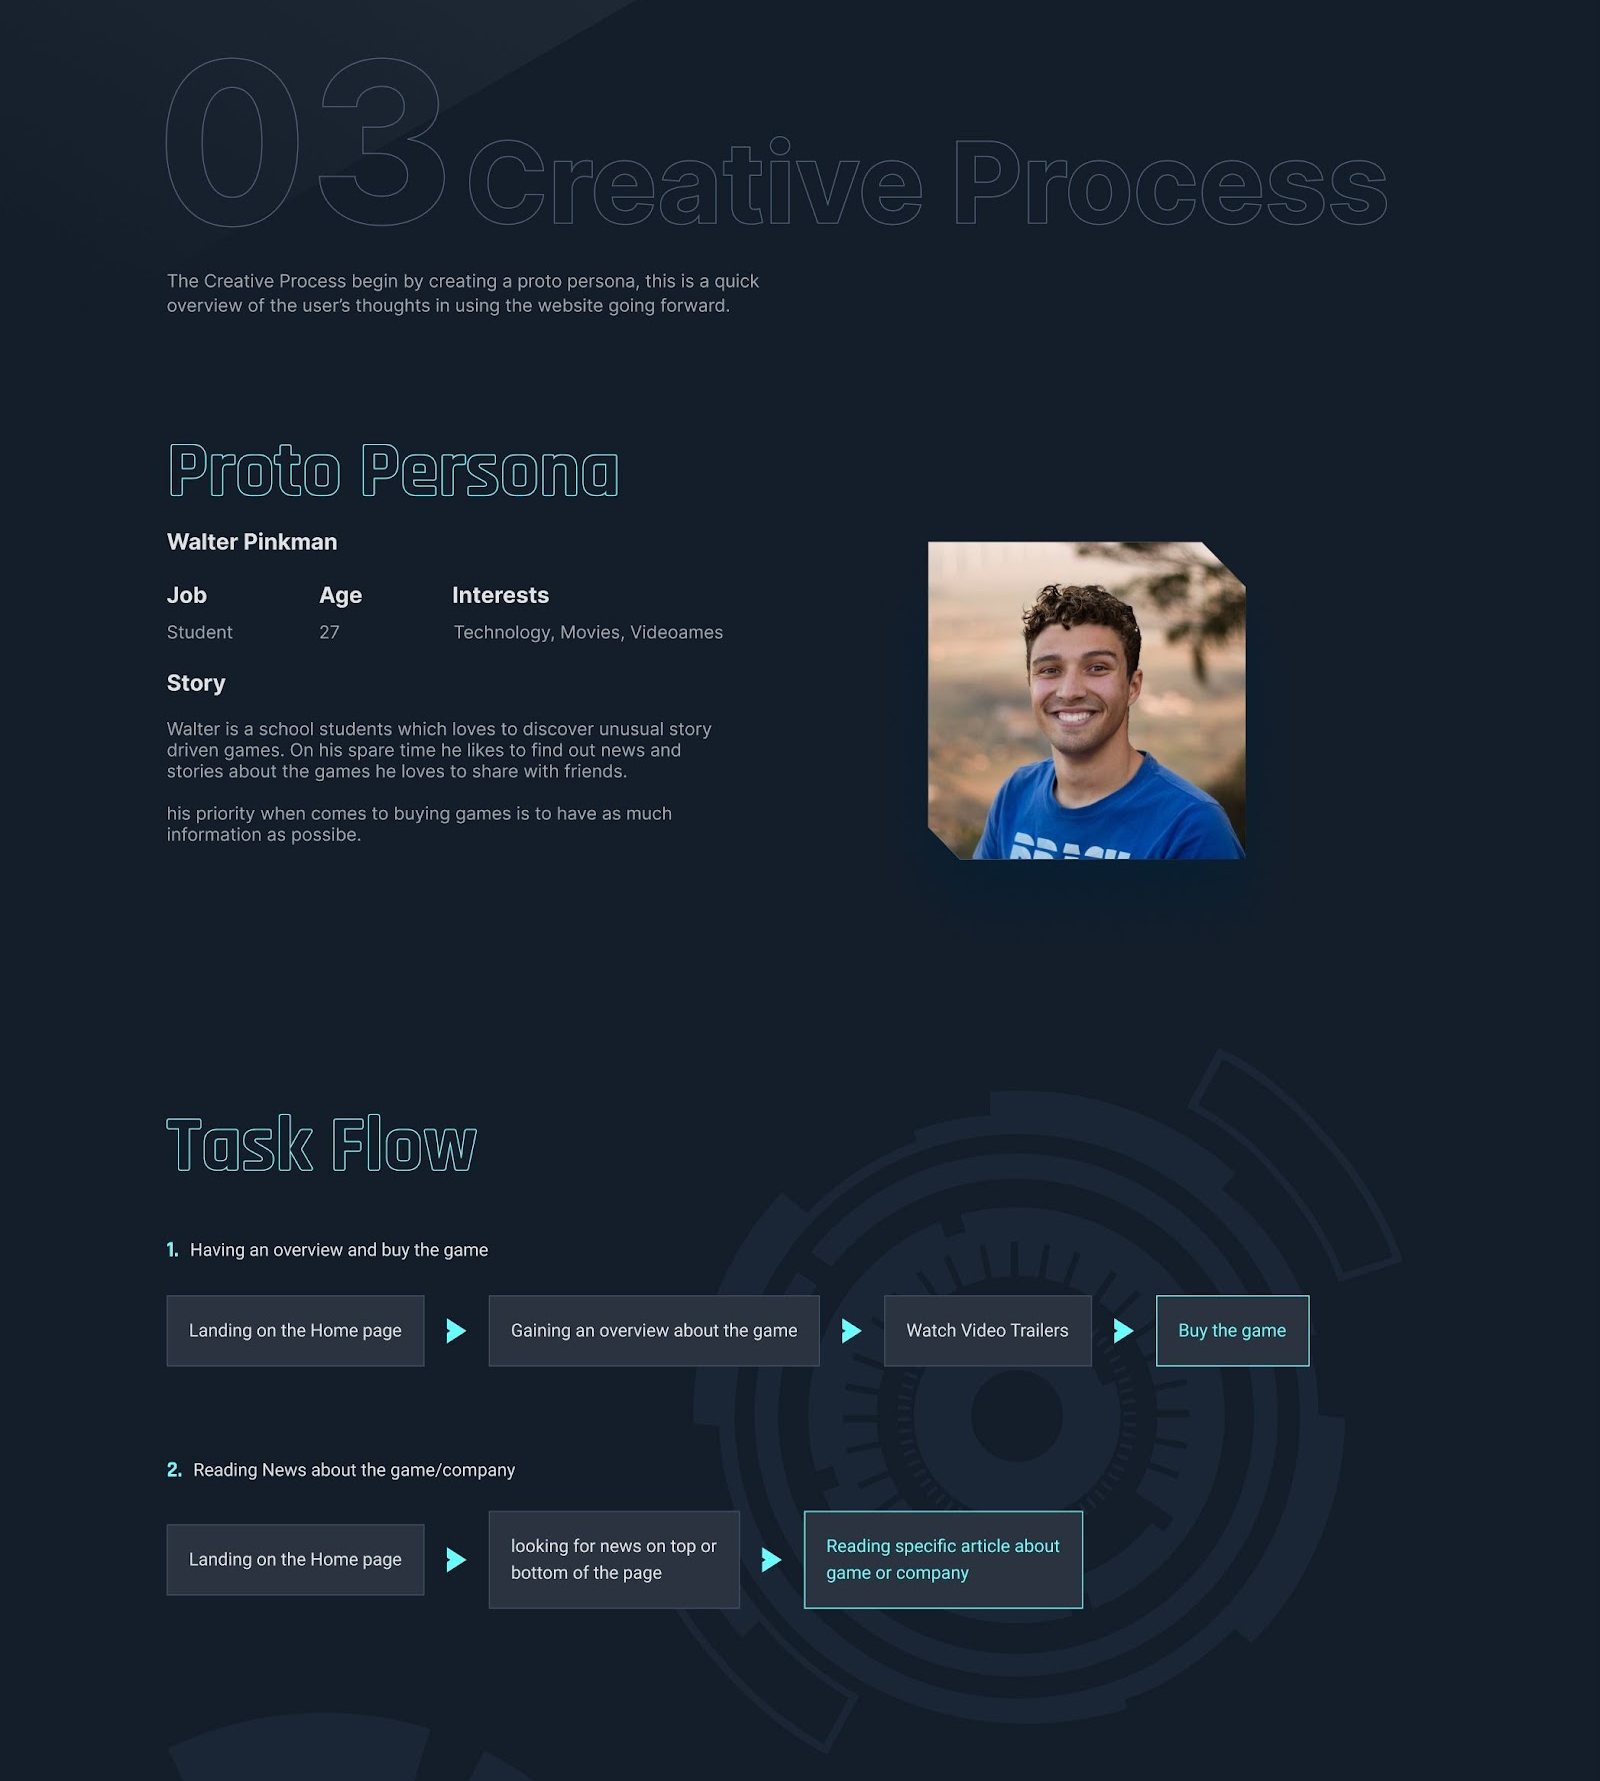 03 Creative Process
The Creative Process begin by creating a proto persona, this is a quick
overview of the user’s thoughts in using the website going forward.
Proto Persona
Walter Pinkman
Job Age Interests
Student 27 Technology, Movies, Videoames
Story
Walter is a school students which loves to discover unusual story
driven games. On his spare time he likes to find out news and
stories about the games he loves to share with friends.
his priority when comes to buying games is to have as much
information as possibe.
Task Flow
1. Having an overview and buy the game
Landing on the Home page
Gaining an overview about the game
Watch Video Trailers
Buy the game
2. Reading News about the game/company
Landing on the Home page
looking for news on top or
bottom of the page
Reading specific article about
game or company